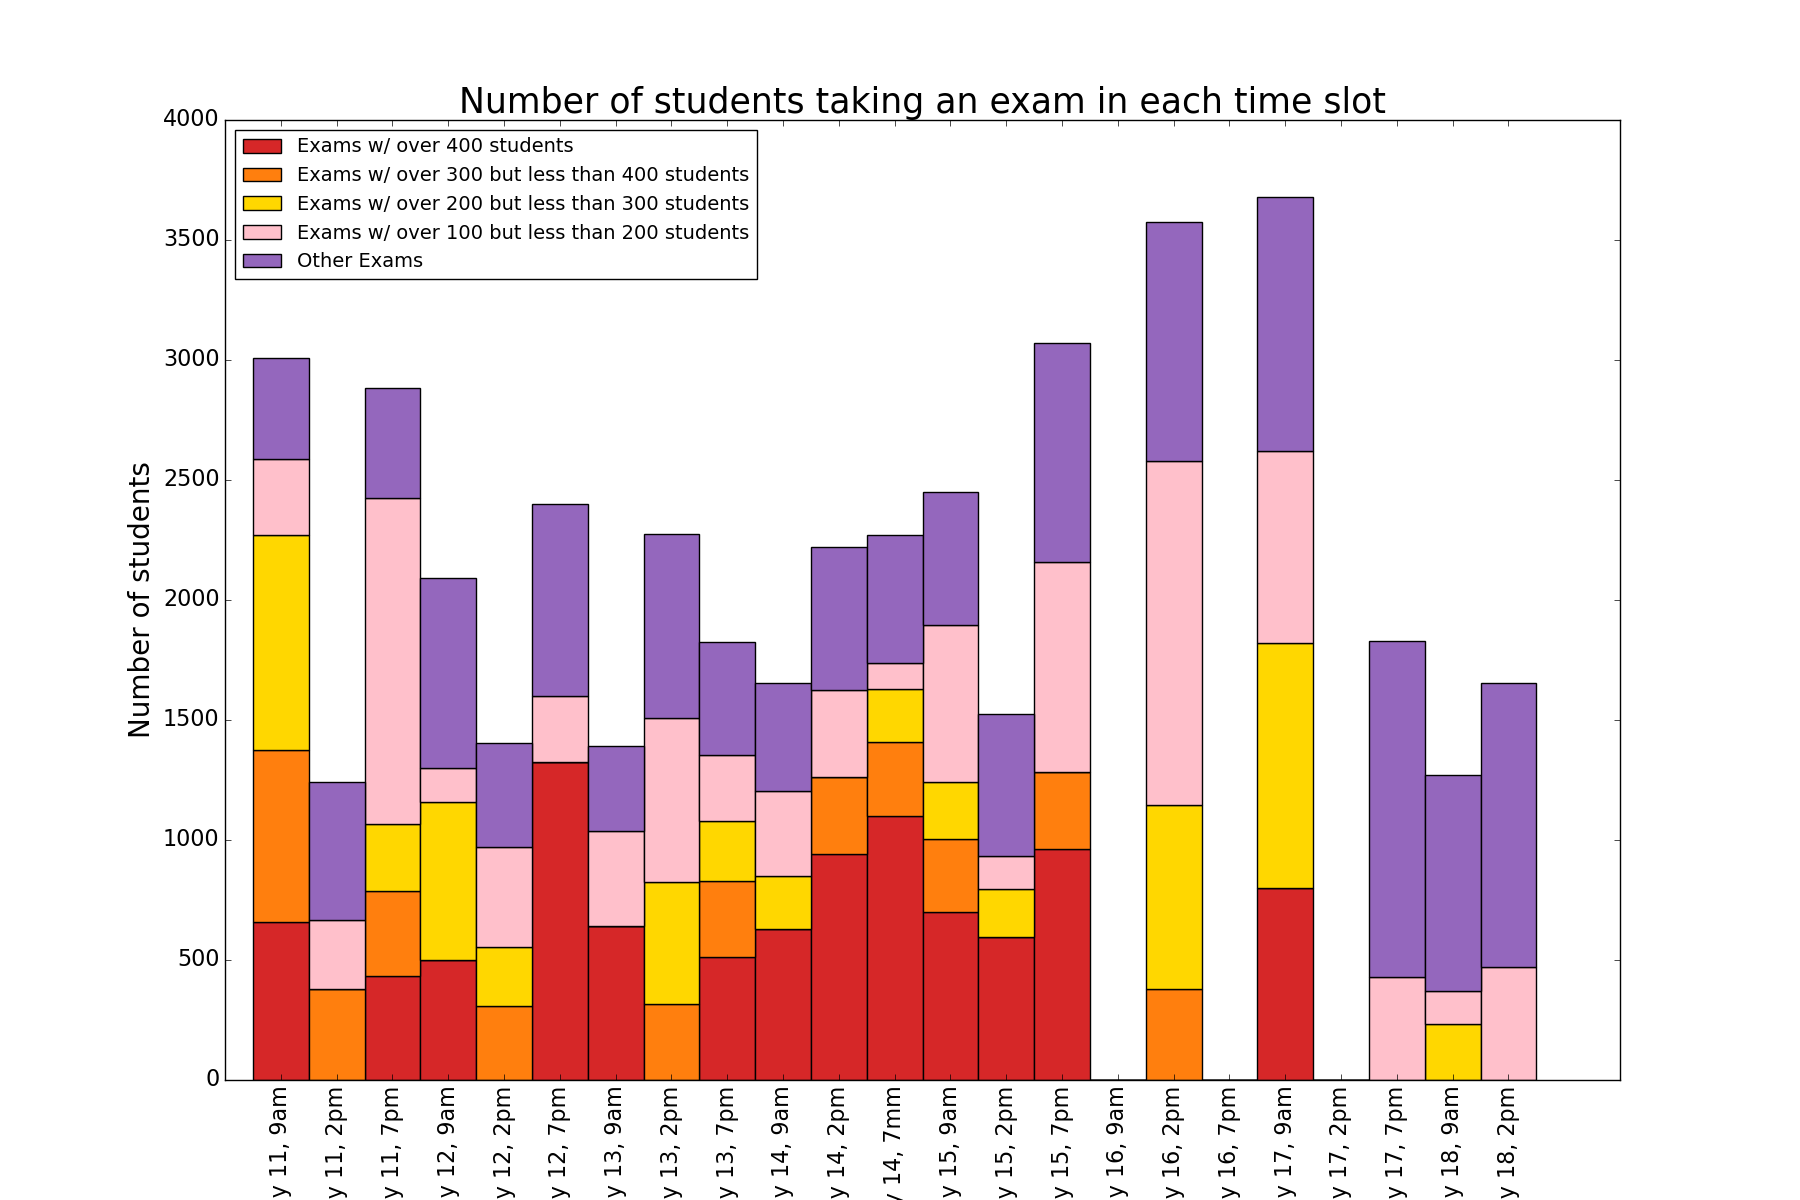 Number of students taking an exam in each time slot
4000
3500
3000
2500
2000
1500
1000
500
0
Number of students
Exams w/ over 400 students
Exams w/ over 300 but less than 400 students
Exams w/ over 200 but less than 300 students
Exams w/ over 100 but less than 200 students
Other Exams
y 11, 9am
y 11, 2pm
y 11, 7pm
y 12, 9am
y 12, 2pm
y 12, 7pm
y 13, 9am
y 13, 2pm
y 13, 7pm
y 14, 9am
y 14, 2pm
y 14, 7mm
y 15, 9am
y 15, 2pm
y 15, 7pm
y 16, 9am
y 16, 2pm
y 16, 7pm
y 17, 9am
y 17, 2pm
y 17, 7pm
y 18, 9am
y 18, 2pm